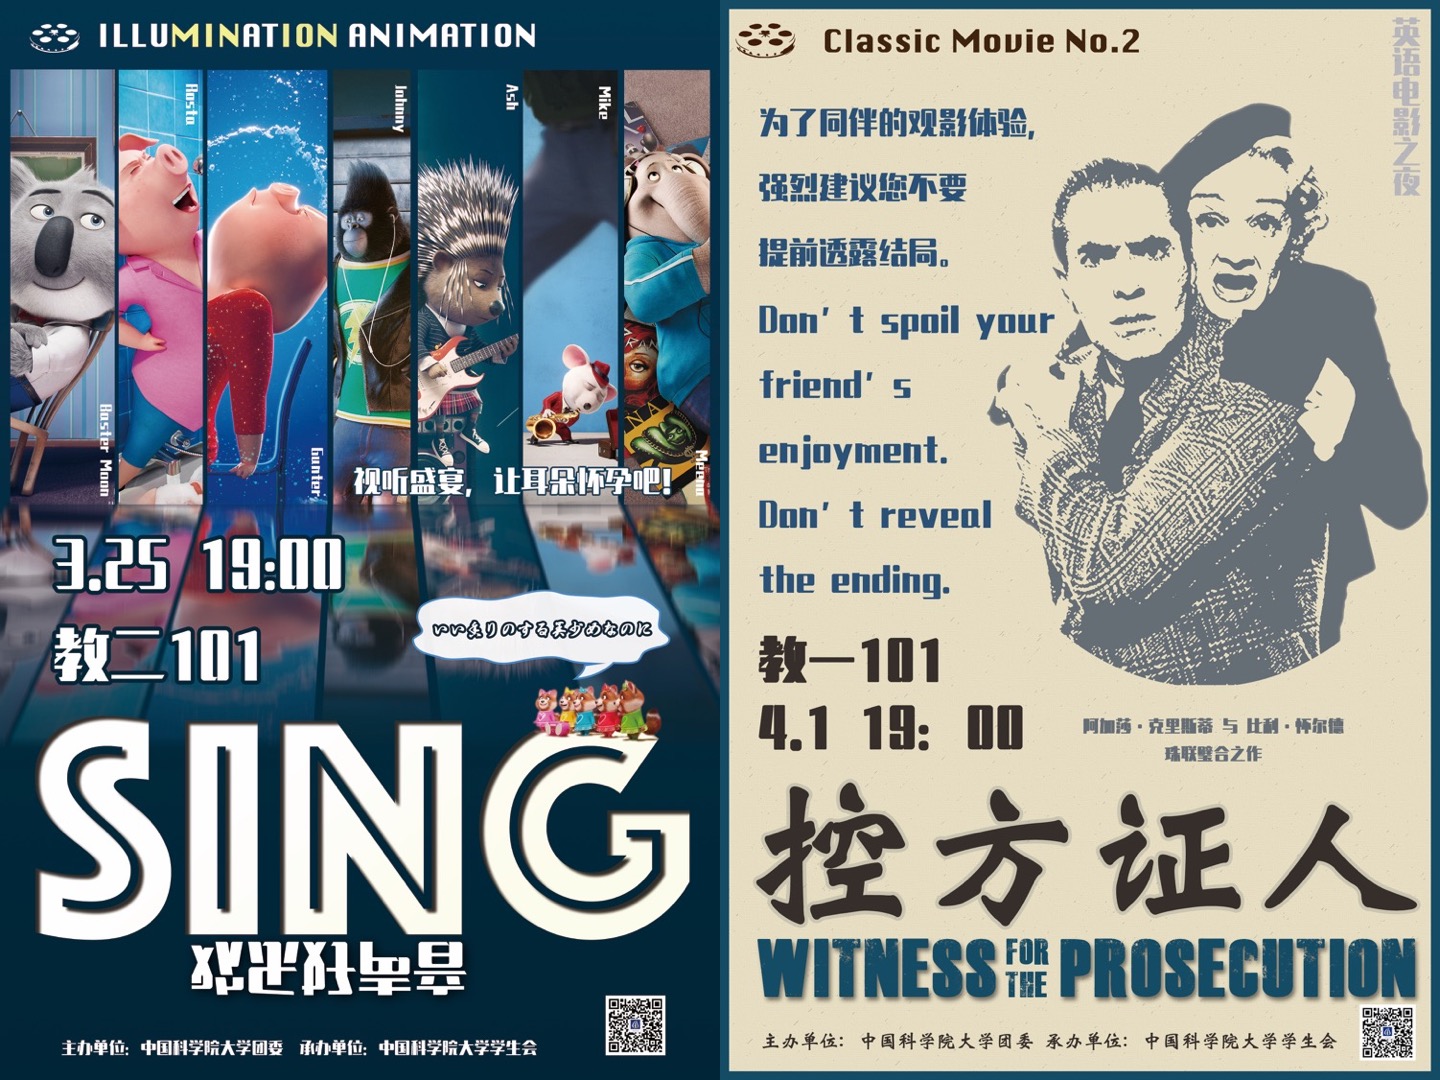 ILLUMINATION ANIMATION
Rosta
Johnny
Ash
Mike
Baster Moon
Gunter
Meena
视听盛宴，让耳朵怀孕吧！
3.25 19:00
教二101
SING
欢迎好声音
主办单位：中国科学院大学团委 承办单位：中国科学院大学学生会
Classic Movie No.2
英语电影之夜
为了同伴的观影体验，
强烈建议您不要
提前透露结局。
Don't spoil your
friend's
enjoyment.
Don't reveal
the ending.
教一101
4.1 19：00
阿加莎·克里斯蒂 与 比利·怀尔德
珠联璧合之作
控方证人
WITNESS FOR THE PROSECUTION
主办单位：中国科学院大学团委 承办单位：中国科学院大学学生会